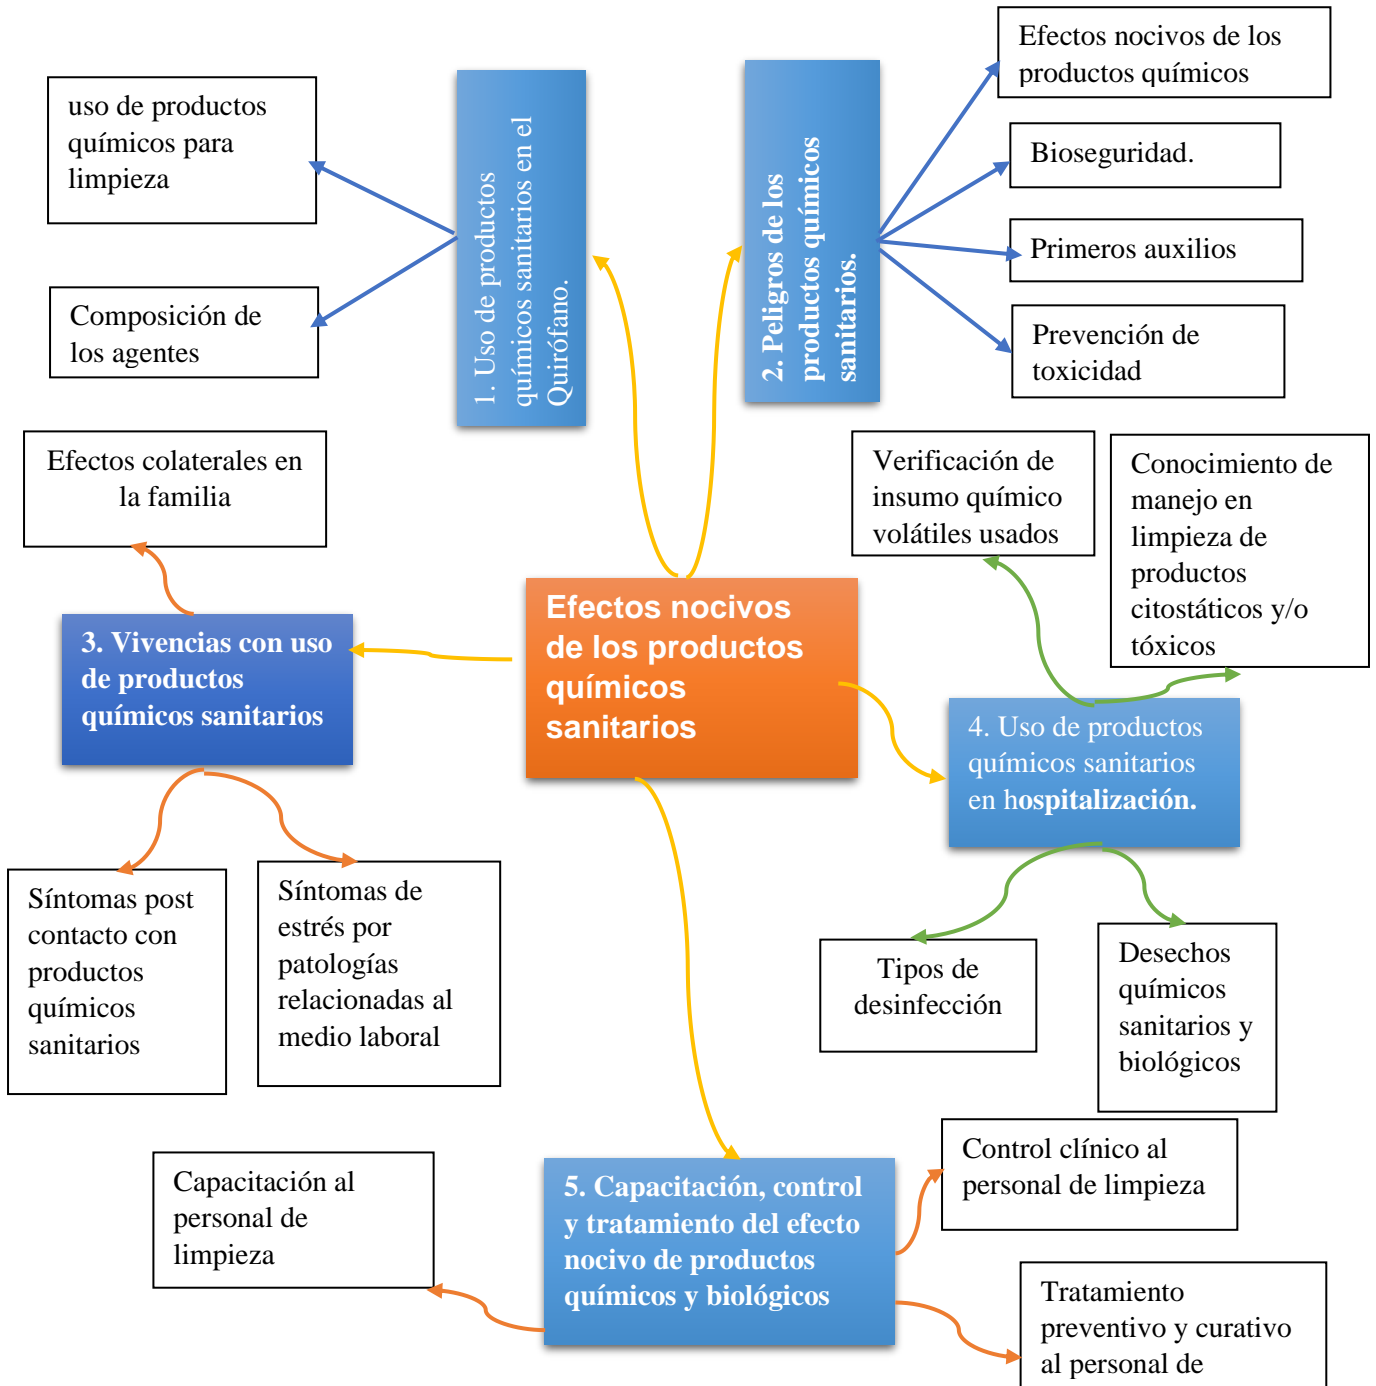 uso de productos
químicos para
limpieza
Composición de
los agentes
1. Uso de productos
químicos sanitarios en el
Quirófano.
2. Peligros de los
productos químicos
sanitarios.
Efectos nocivos de los
productos químicos
Bioseguridad.
Primeros auxilios
Prevención de
toxicidad
Efectos colaterales en
la familia
3. Vivencias con uso
de productos
químicos sanitarios
Síntomas post
contacto con
productos
químicos
sanitarios
Síntomas de
estrés por
patologías
relacionadas al
medio laboral
Efectos nocivos
de los productos
químicos
sanitarios
Verificación de
insumo químico
volátiles usados
Conocimiento de
manejo en
limpieza de
productos
citostáticos y/o
tóxicos
4. Uso de productos
químicos sanitarios
en hospitalización.
Tipos de
desinfección
Desechos
químicos
sanitarios y
biológicos
Capacitación al
personal de
limpieza
5. Capacitación, control
y tratamiento del efecto
nocivo de productos
químicos y biológicos
Control clínico al
personal de limpieza
Tratamiento
preventivo y curativo
al personal de